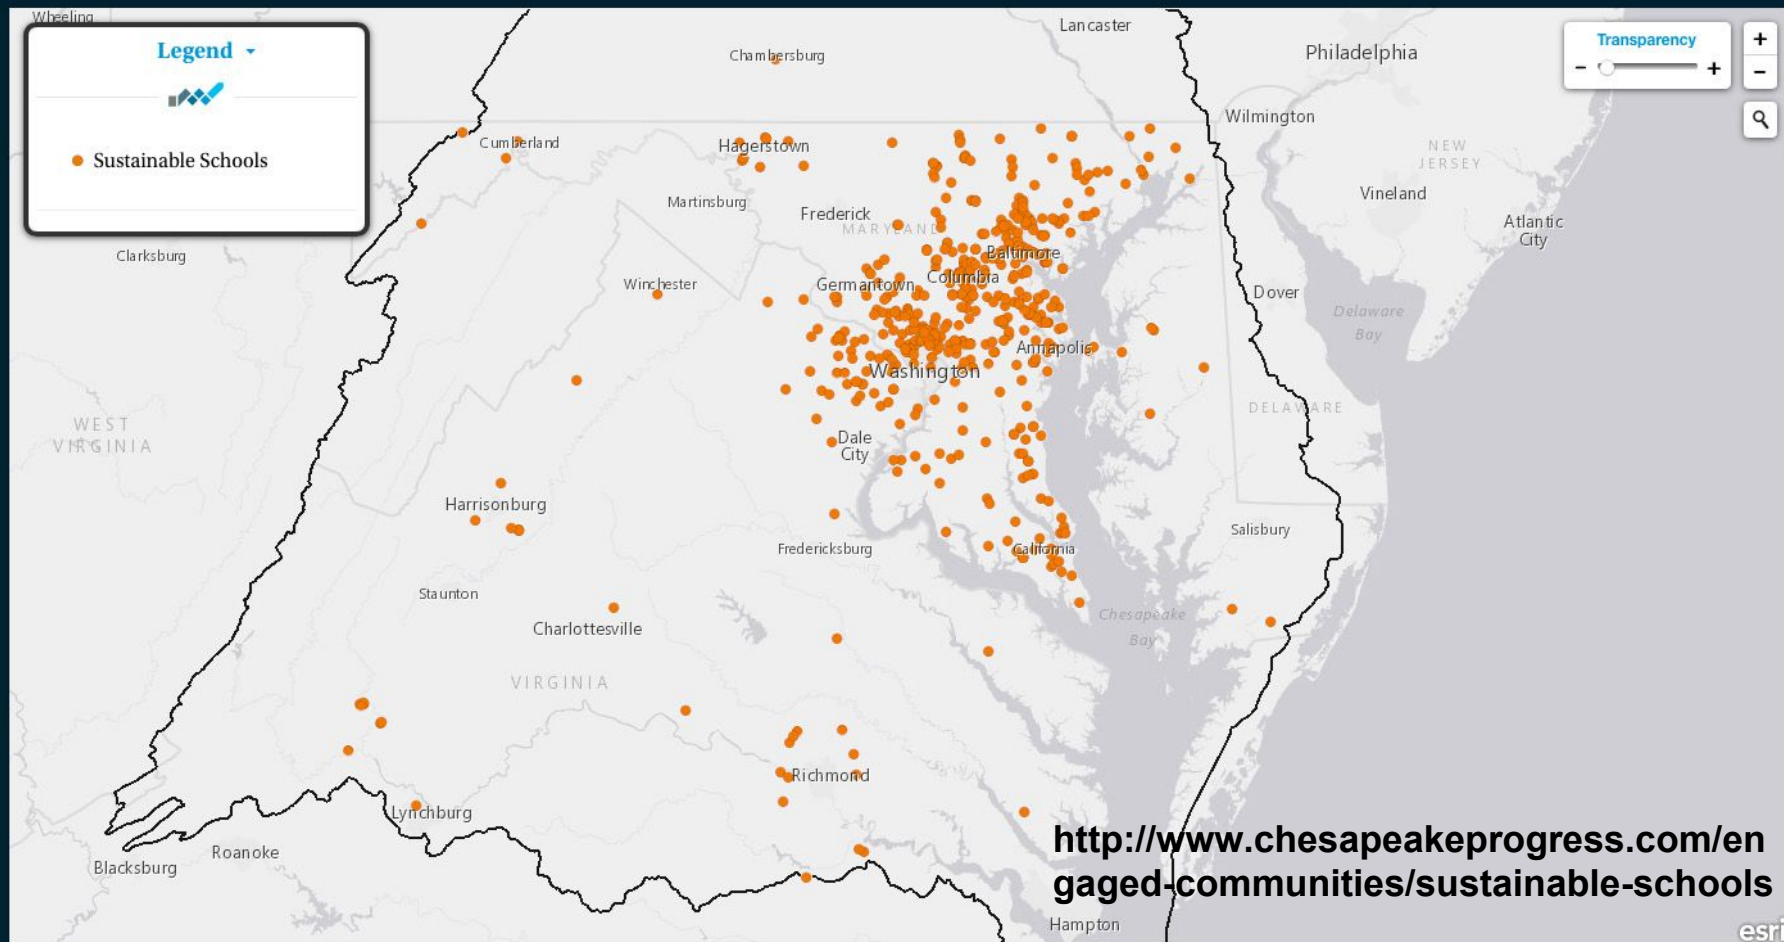 Wheeling
Legend
Sustainable Schools
Transparency
-
+
+
-
Lancaster
Philadelphia
Chambersburg
Wilmington
Cumberland
Hagerstown
NEW
JERSEY
Vineland
Martinsburg
Frederick
MARYLAND
Atlantic
City
Clarksburg
Baltimore
Columbia
Germantown
Winchester
Dover
Delaware
Bay
Annapolis
Washington
DELAWARE
WEST
VIRGINIA
Dale
City
Harrisonburg
Salisbury
Fredericksburg
California
Staunton
Chesapeake
Bay
Charlottesville
VIRGINIA
Richmond
Lynchburg
Roanoke
Blacksburg
http://www.chesapeakeprogress.com/en
gaged-communities/sustainable-schools
Hampton
esri